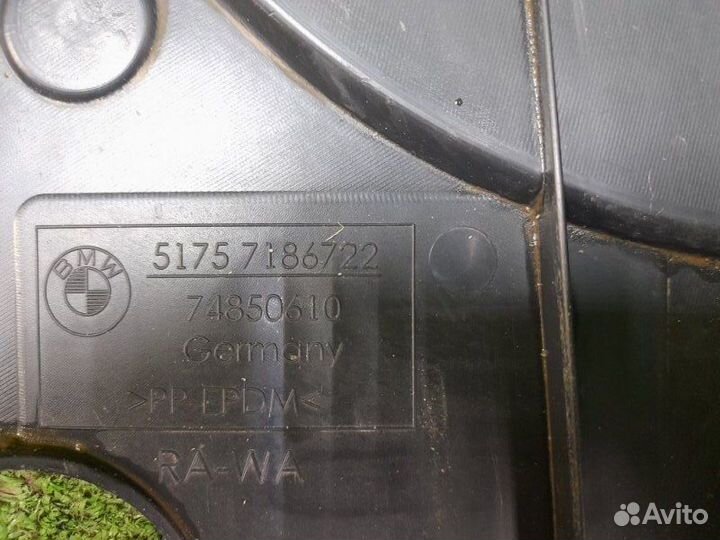 BMW
5175 7186722
74850610
Germany
>PP EPDM<
RA-WA
Avito